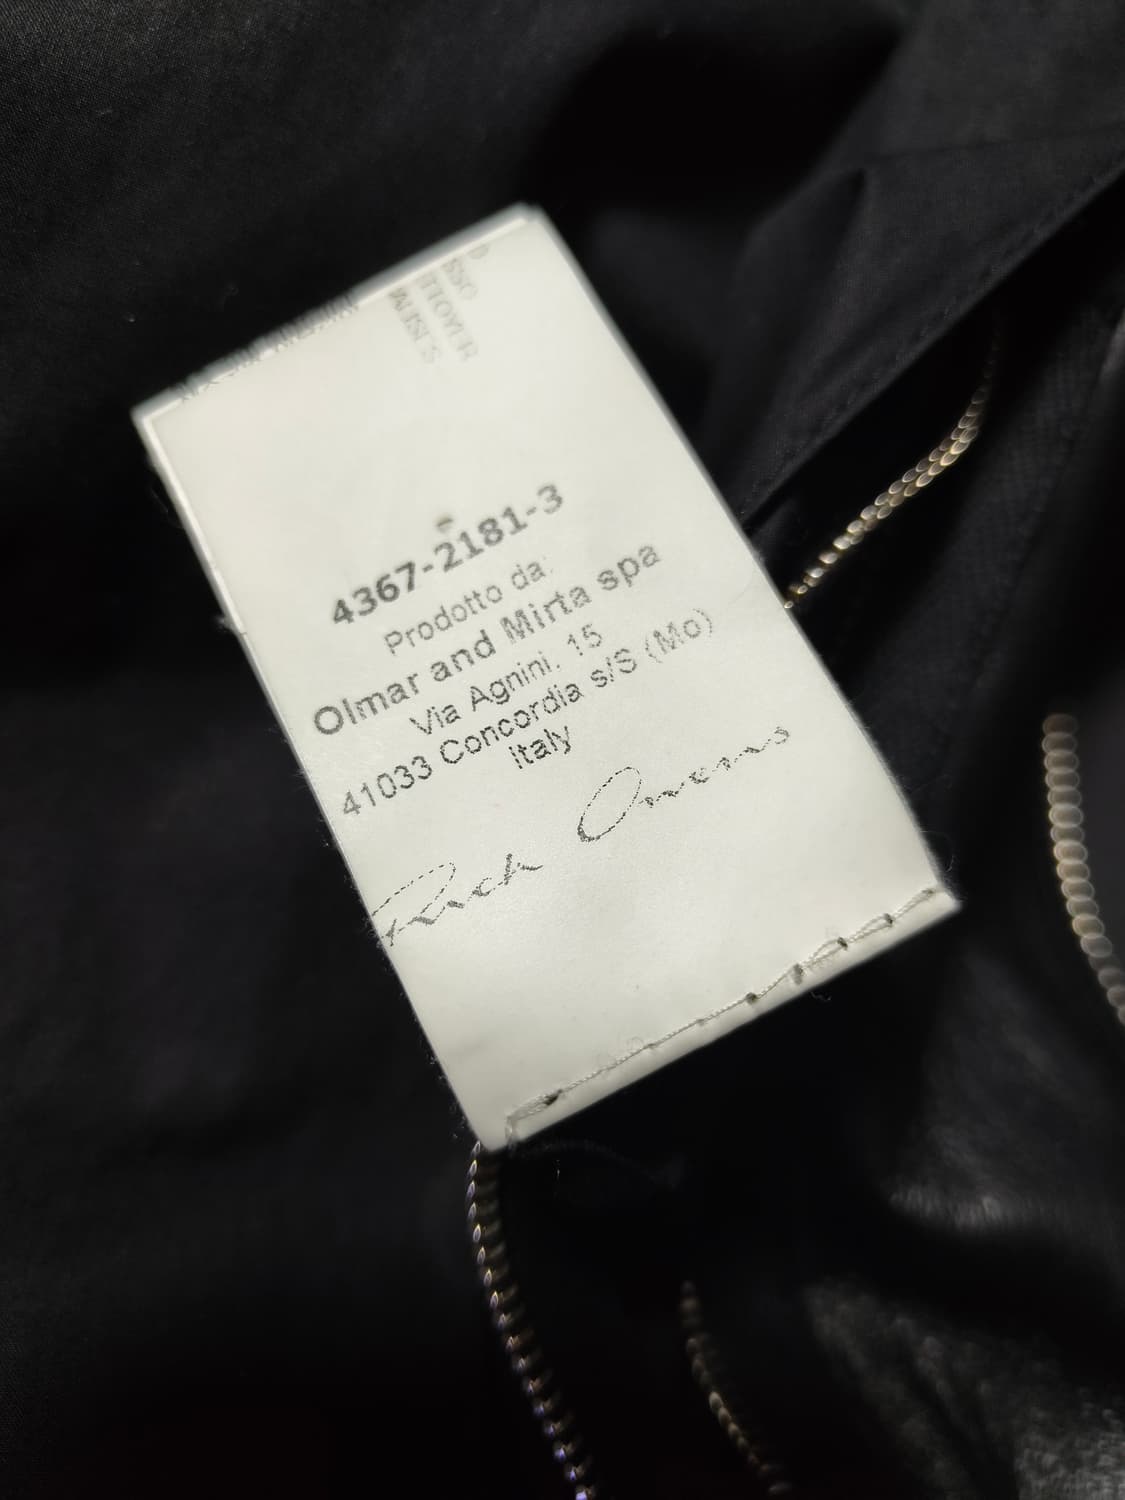 4367-2181-3
Prodotto da:
Olmar and Mirta spa
Via Agnini, 15
41033 Concordia s/S (Mo)
Italy
Rick Owens